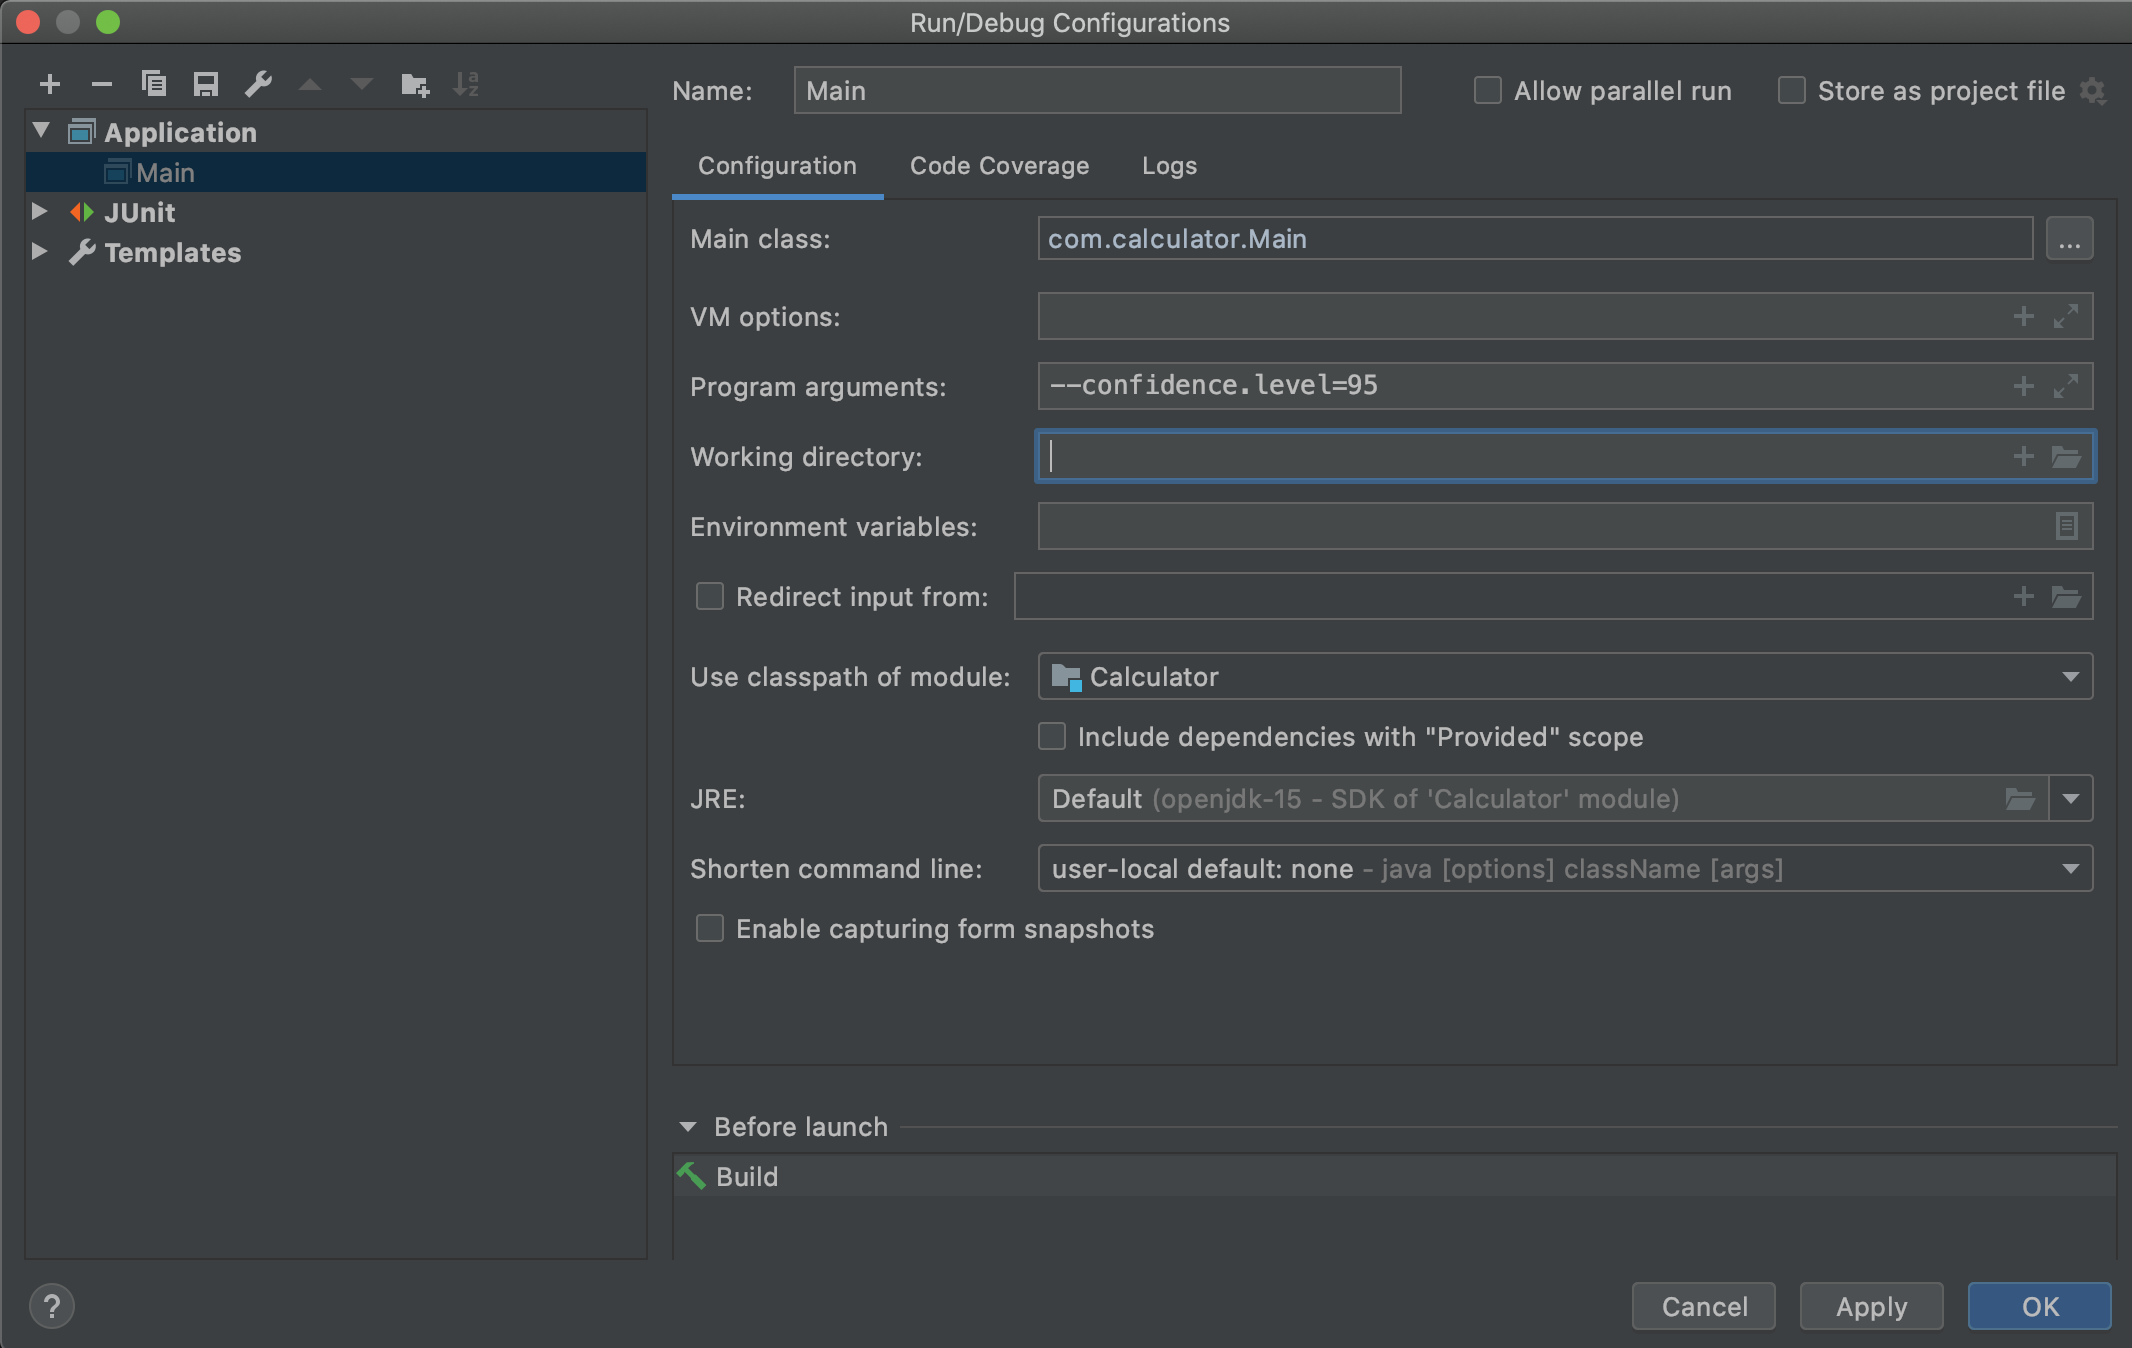 Run/Debug Configurations
Application
Main
JUnit
Templates
Name: Main
Allow parallel run
Store as project file
Configuration
Code Coverage
Logs
Main class: com.calculator.Main ...
VM options:
Program arguments: --confidence.level=95
Working directory:
Environment variables:
Redirect input from:
Use classpath of module: Calculator
Include dependencies with "Provided" scope
JRE: Default (openjdk-15 - SDK of 'Calculator' module)
Shorten command line: user-local default: none - java [options] className [args]
Enable capturing form snapshots
Before launch
Build
?
Cancel
Apply
OK